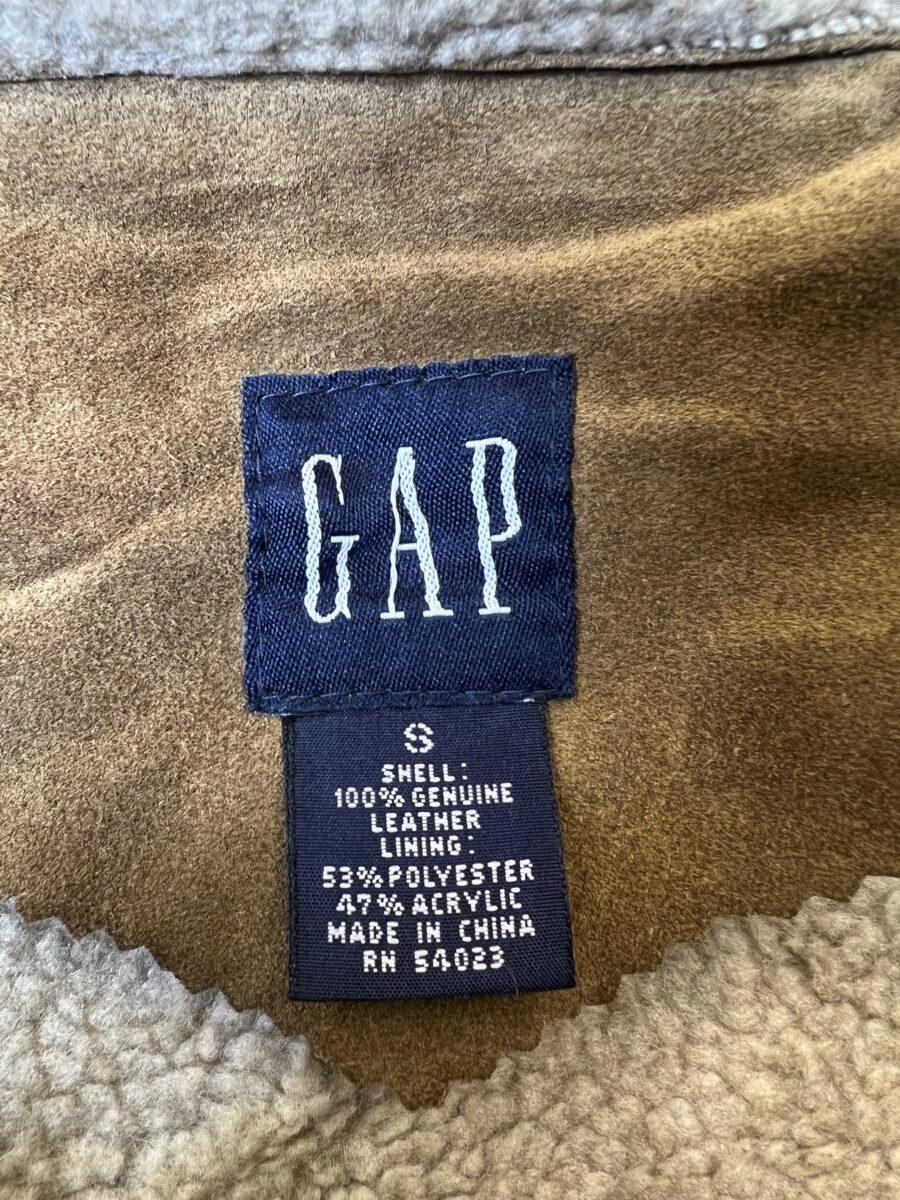 GAP
S
SHELL:
100% GENUINE
LEATHER
LINING:
53% POLYESTER
47% ACRYLIC
MADE IN CHINA
RN 54023